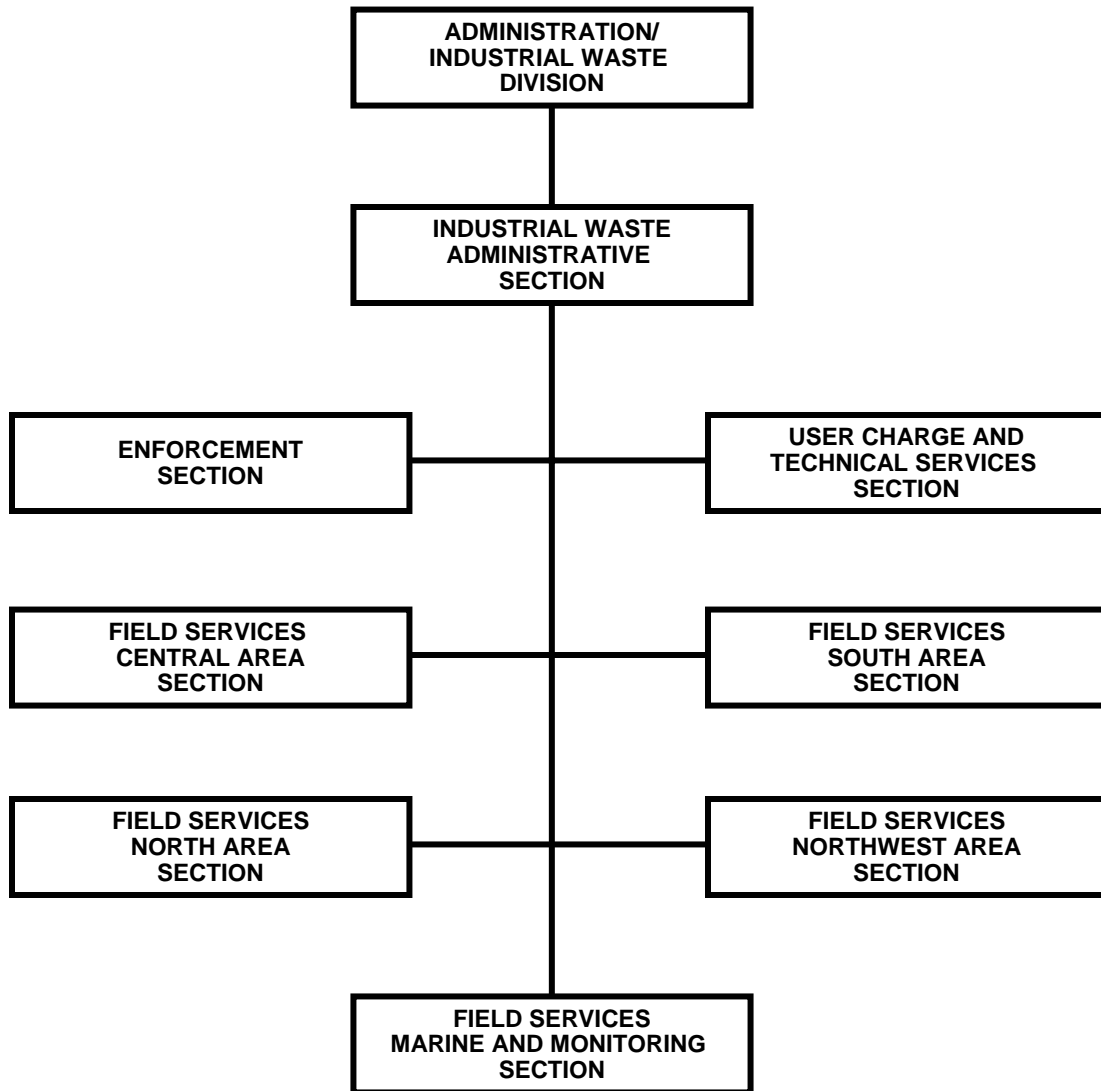 ADMINISTRATION/
INDUSTRIAL WASTE
DIVISION
INDUSTRIAL WASTE
ADMINISTRATIVE
SECTION
ENFORCEMENT
SECTION
USER CHARGE AND
TECHNICAL SERVICES
SECTION
FIELD SERVICES
CENTRAL AREA
SECTION
FIELD SERVICES
SOUTH AREA
SECTION
FIELD SERVICES
NORTH AREA
SECTION
FIELD SERVICES
NORTHWEST AREA
SECTION
FIELD SERVICES
MARINE AND MONITORING
SECTION